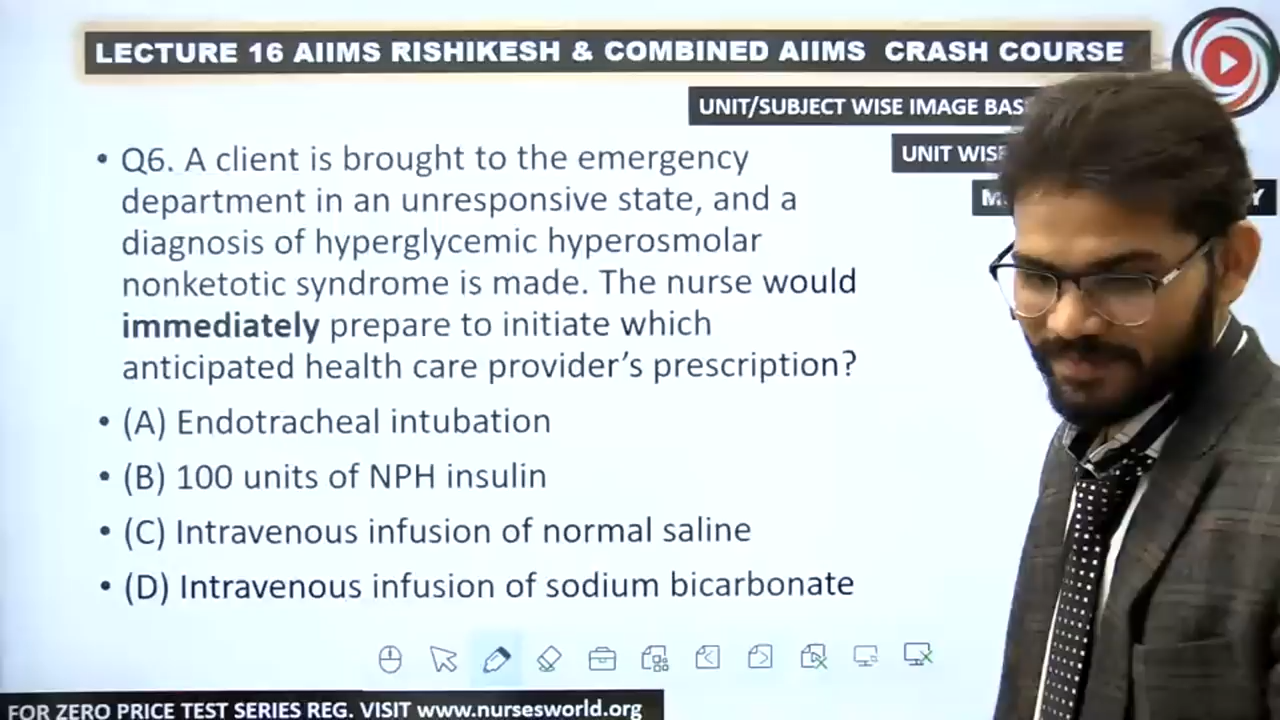 LECTURE 16 AIIMS RISHIKESH & COMBINED AIIMS CRASH COURSE
UNIT/SUBJECT WISE IMAGE
UNIT
• Q6. A client is brought to the emergency
department in an unresponsive state, and a
diagnosis of hyperglycemic hyperosmolar
nonketotic syndrome is made. The nurse would
immediately prepare to initiate which
anticipated health care provider’s prescription?
• (A) Endotracheal intubation
• (B) 100 units of NPH insulin
• (C) Intravenous infusion of normal saline
• (D) Intravenous infusion of sodium bicarbonate
FOR ZERO PRICE TEST SERIES REG. VISIT www.nursesworld.org